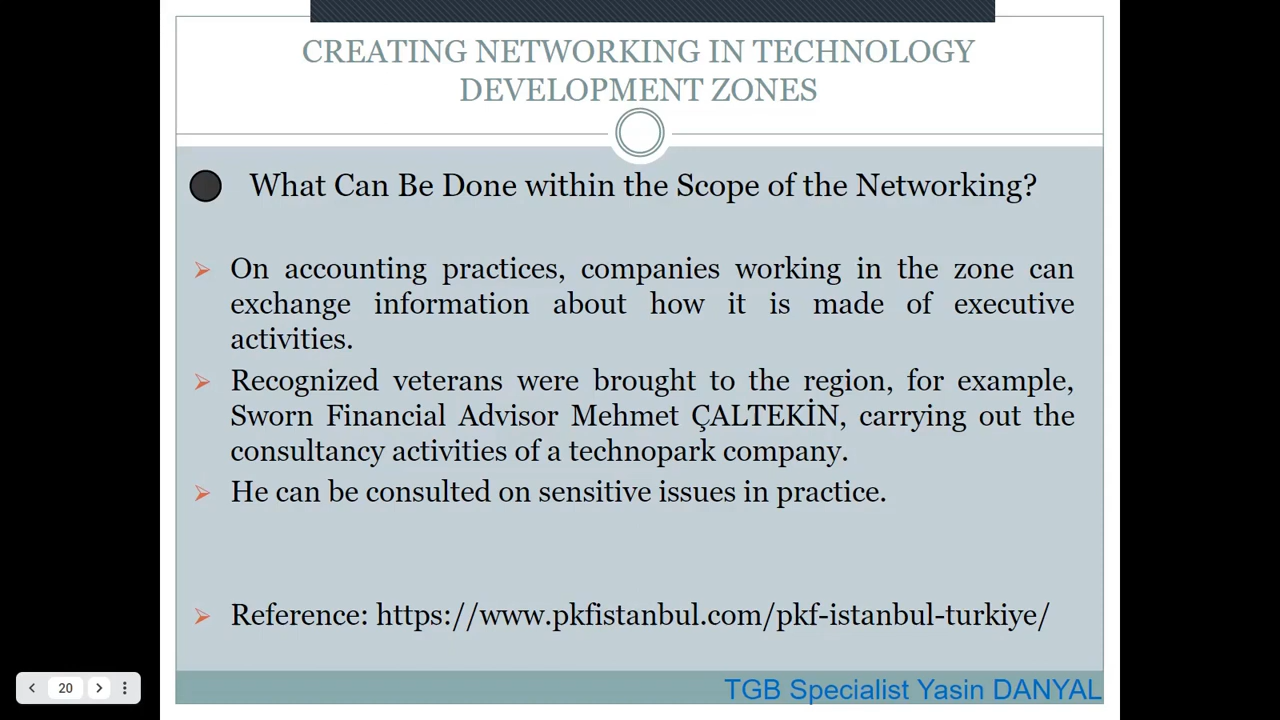 CREATING NETWORKING IN TECHNOLOGY
DEVELOPMENT ZONES
What Can Be Done within the Scope of the Networking?
On accounting practices, companies working in the zone can
exchange information about how it is made of executive
activities.
Recognized veterans were brought to the region, for example,
Sworn Financial Advisor Mehmet ÇALTEKİN, carrying out the
consultancy activities of a technopark company.
He can be consulted on sensitive issues in practice.
Reference: https://www.pkfistanbul.com/pkf-istanbul-turkiye/
TGB Specialist Yasin DANYAL
20